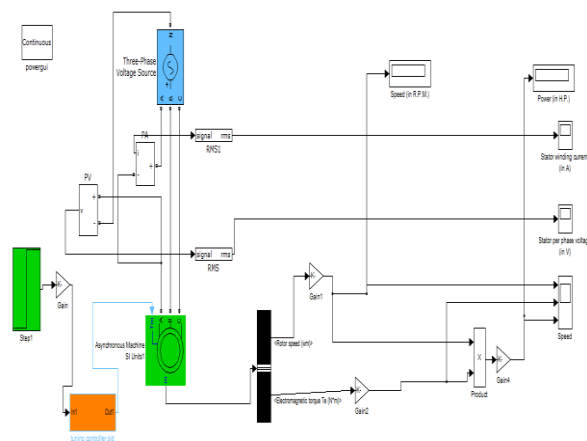 Continuous
powergui
Three-Phase
Voltage Source
N
A
B
C
Speed (in R.P.M.)
Power (in H.P.)
PA
i
+
-
signal rms
RMS1
Stator winding current
(in A)
PV
v
+
-
signal rms
RMS
Stator per phase voltage
(in V)
Step1
Gain
K-
Asynchronous Machine
SI Units1
K-
Gain1
<Rotor speed (wm)>
Speed
x
Product
K-
Gain4
<Electromagnetic torque Te (N*m)>
K-
Gain2
In1
Out1
tuning controller pid